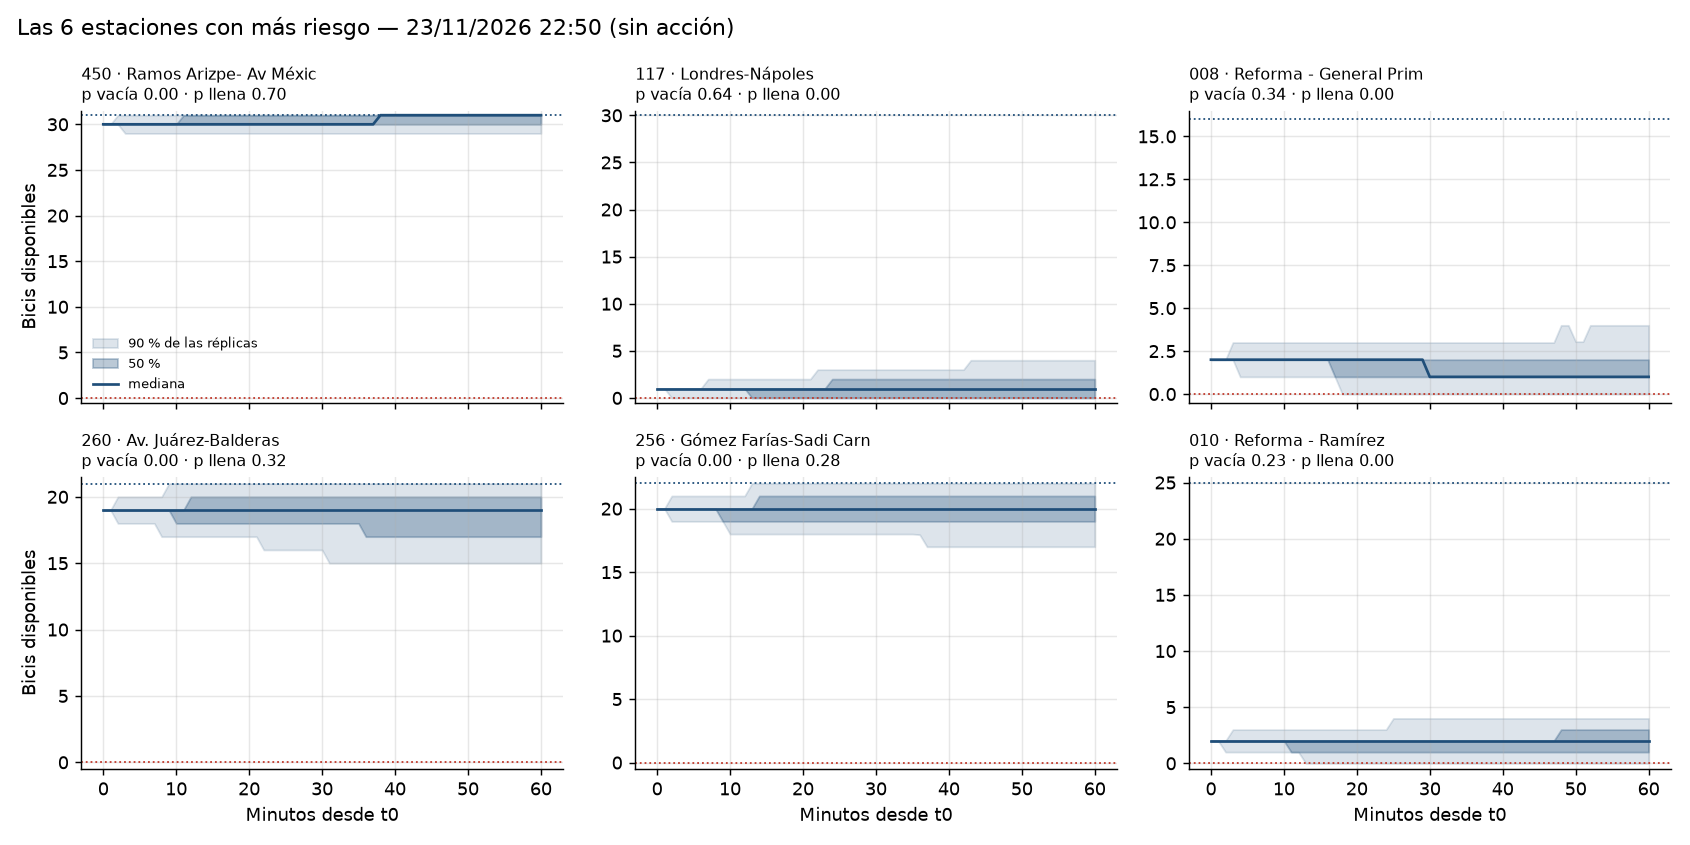 Las 6 estaciones con más riesgo — 23/11/2026 22:50 (sin acción)
450 · Ramos Arizpe- Av Méxic
p vacía 0.00 · p llena 0.70
117 · Londres-Nápoles
p vacía 0.64 · p llena 0.00
008 · Reforma - General Prim
p vacía 0.34 · p llena 0.00
Bicis disponibles
30
25
20
15
10
5
0
90 % de las réplicas
50 %
mediana
30
25
20
15
10
5
0
15.0
12.5
10.0
7.5
5.0
2.5
0.0
260 · Av. Juárez-Balderas
p vacía 0.00 · p llena 0.32
256 · Gómez Farías-Sadi Carn
p vacía 0.00 · p llena 0.28
010 · Reforma - Ramírez
p vacía 0.23 · p llena 0.00
Bicis disponibles
20
15
10
5
0
0 10 20 30 40 50 60
Minutos desde t0
20
15
10
5
0
0 10 20 30 40 50 60
Minutos desde t0
25
20
15
10
5
0
0 10 20 30 40 50 60
Minutos desde t0